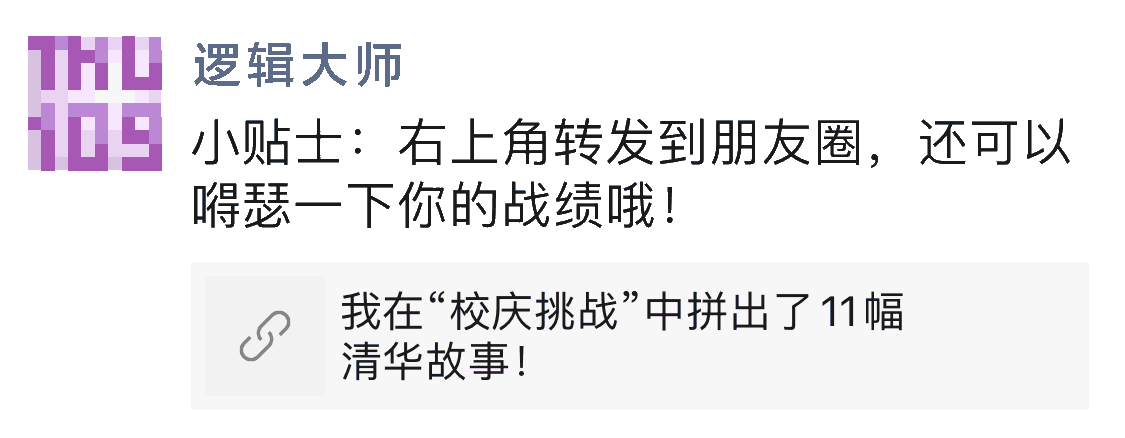 THU
109
逻辑大师
小贴士：右上角转发到朋友圈，还可以
嘚瑟一下你的战绩哦！
我在“校庆挑战”中拼出了11幅
清华故事！